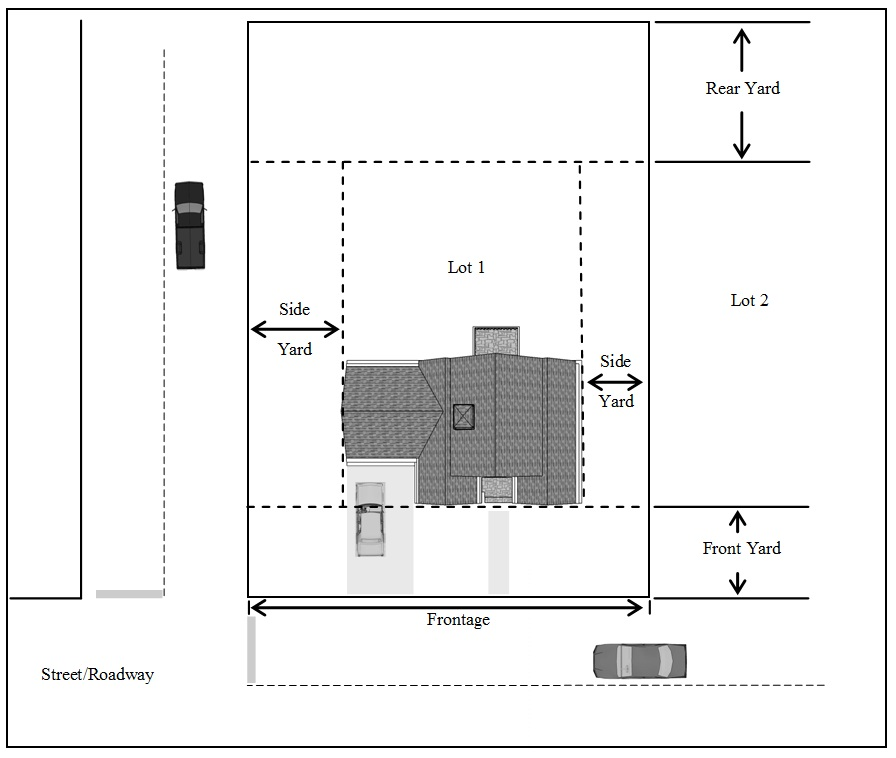 Rear Yard
Lot 1
Lot 2
Side
Yard
Side
Yard
Front Yard
Frontage
Street/Roadway